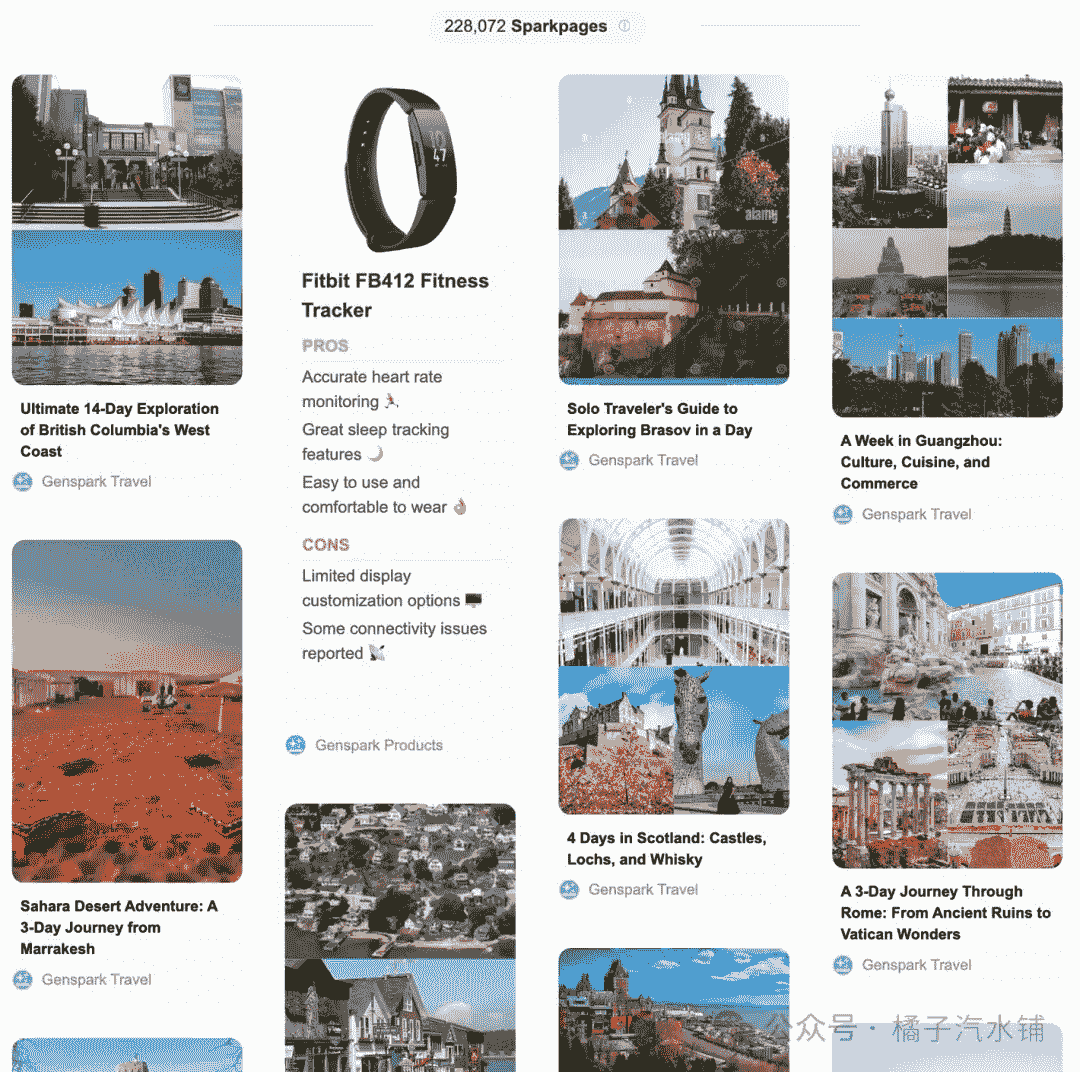 228,072 Sparkpages
Ultimate 14-Day Exploration
of British Columbia's West
Coast
Genspark Travel
Sahara Desert Adventure: A
3-Day Journey from
Marrakesh
Genspark Travel
47
Fitbit FB412 Fitness
Tracker
PROS
Accurate heart rate
monitoring 🏃
Great sleep tracking
features 🌙
Easy to use and
comfortable to wear 👌
CONS
Limited display
customization options 🖥️
Some connectivity issues
reported 📡
Genspark Products
alamy
Solo Traveler's Guide to
Exploring Brasov in a Day
Genspark Travel
4 Days in Scotland: Castles,
Lochs, and Whisky
Genspark Travel
A Week in Guangzhou:
Culture, Cuisine, and
Commerce
Genspark Travel
A 3-Day Journey Through
Rome: From Ancient Ruins to
Vatican Wonders
Genspark Travel
公众号 · 橘子汽水铺